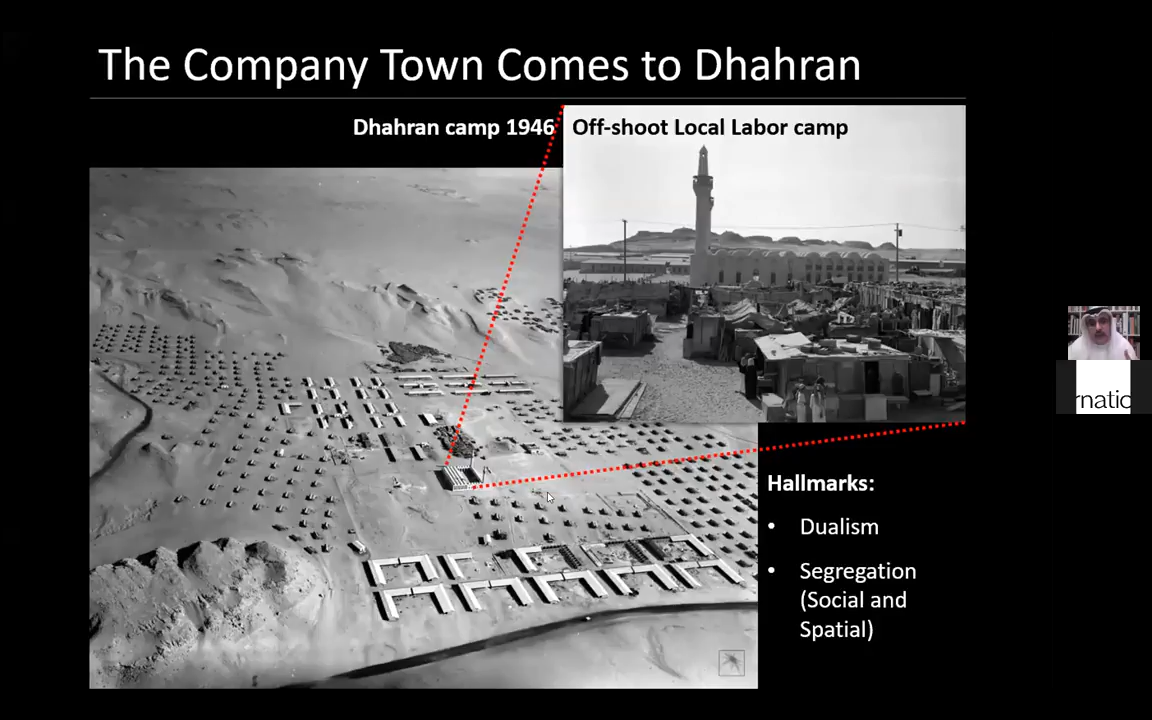 The Company Town Comes to Dhahran
Dhahran camp 1946
Off-shoot Local Labor camp
Hallmarks:
• Dualism
• Segregation
(Social and
Spatial)
rnatic